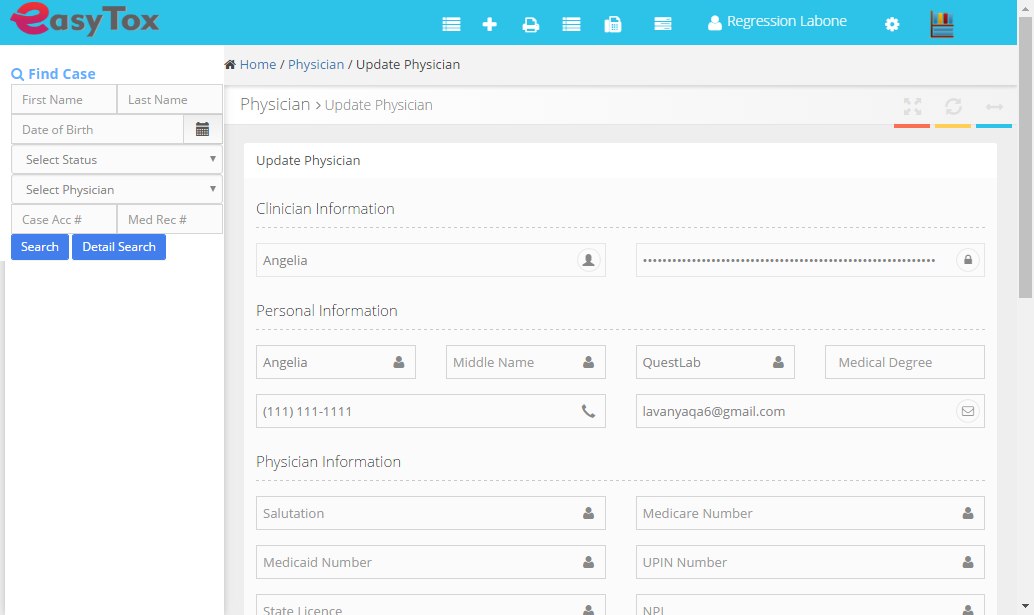 easyTox
Regression Labone
Find Case
First Name Last Name
Date of Birth
Select Status
Select Physician
Case Acc # Med Rec #
Search Detail Search
Home / Physician / Update Physician
Physician › Update Physician
Update Physician
Clinician Information
Angelia ••••••••••••••••••••••••••••••••••••••••••••••••••••••••••••
Personal Information
Angelia Middle Name QuestLab Medical Degree
(111) 111-1111 lavanyaqa6@gmail.com
Physician Information
Salutation Medicare Number
Medicaid Number UPIN Number
State Licence NPI